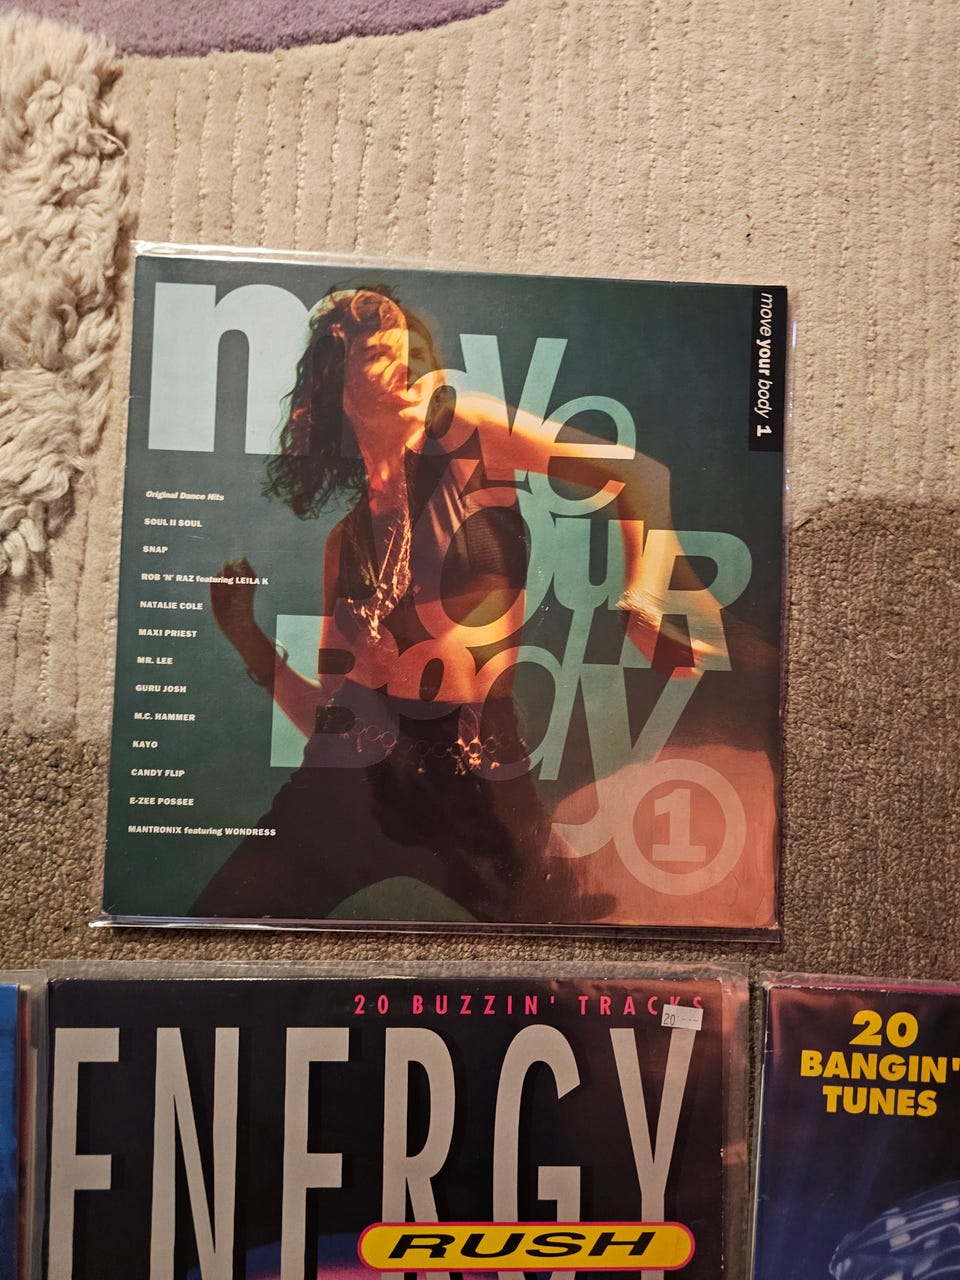 move
your
body
1
move your body 1
Original Dance Hits
SOUL II SOUL
SNAP
ROB 'N' RAZ featuring LEILA K
NATALIE COLE
MAXI PRIEST
MR. LEE
GURU JOSH
M.C. HAMMER
KAYO
CANDY FLIP
E-ZEE POSSEE
MANTRONIX featuring WONDRESS
20 BUZZIN' TRACKS
20
ENERGY
RUSH
20
BANGIN'
TUNES